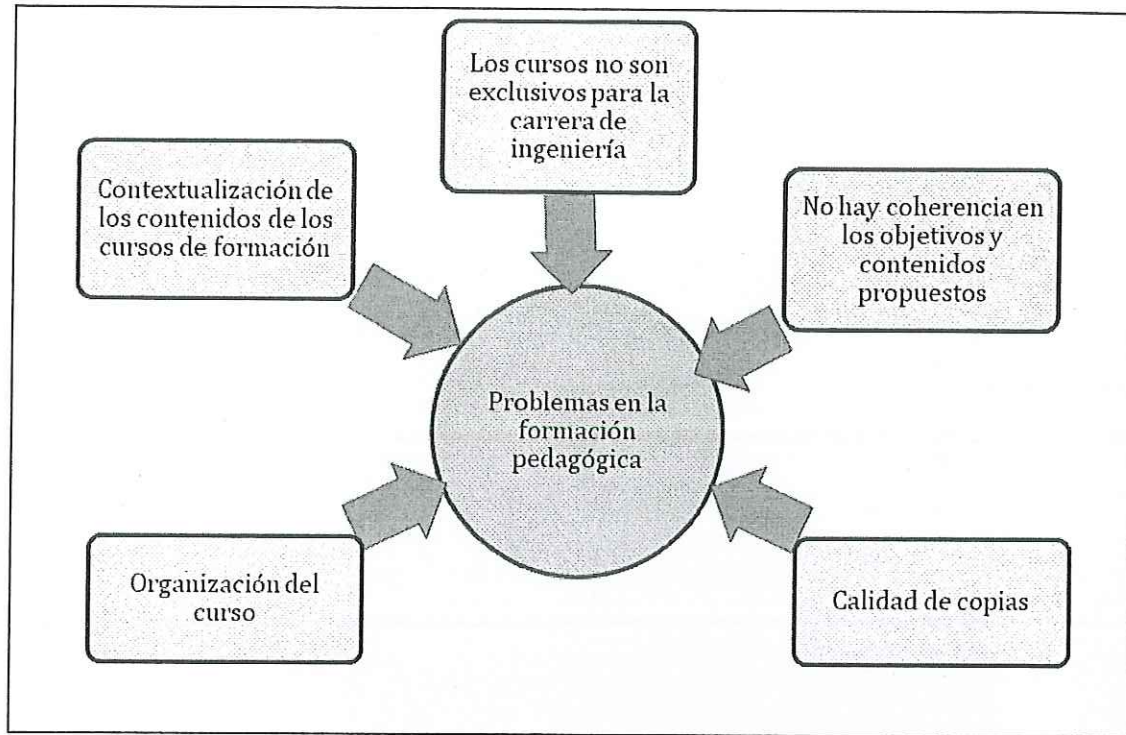 Los cursos no son
exclusivos para la
carrera de
ingeniería
Contextualización de
los contenidos de los
cursos de formación
No hay coherencia en
los objetivos y
contenidos
propuestos
Problemas en la
formación
pedagógica
Organización del
curso
Calidad de copias